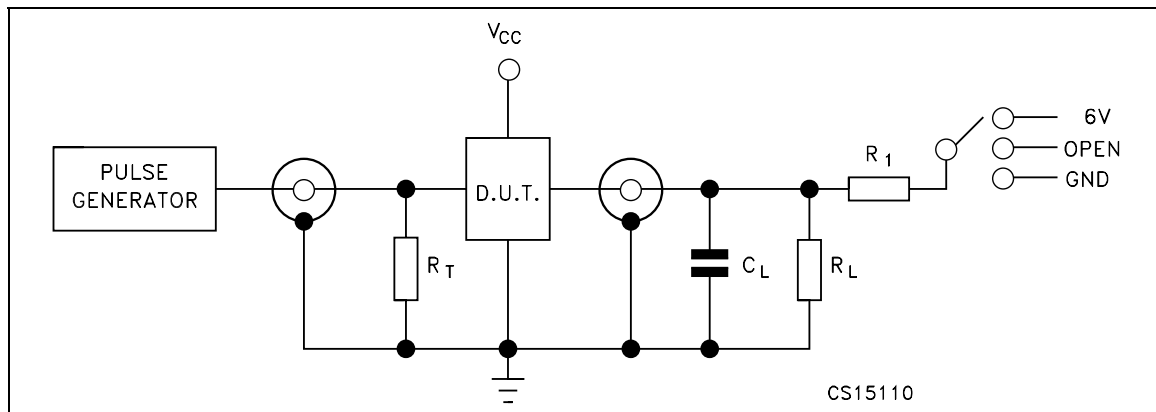 VCC
PULSE
GENERATOR
D.U.T.
RT
CL
RL
R1
6V
OPEN
GND
CS15110